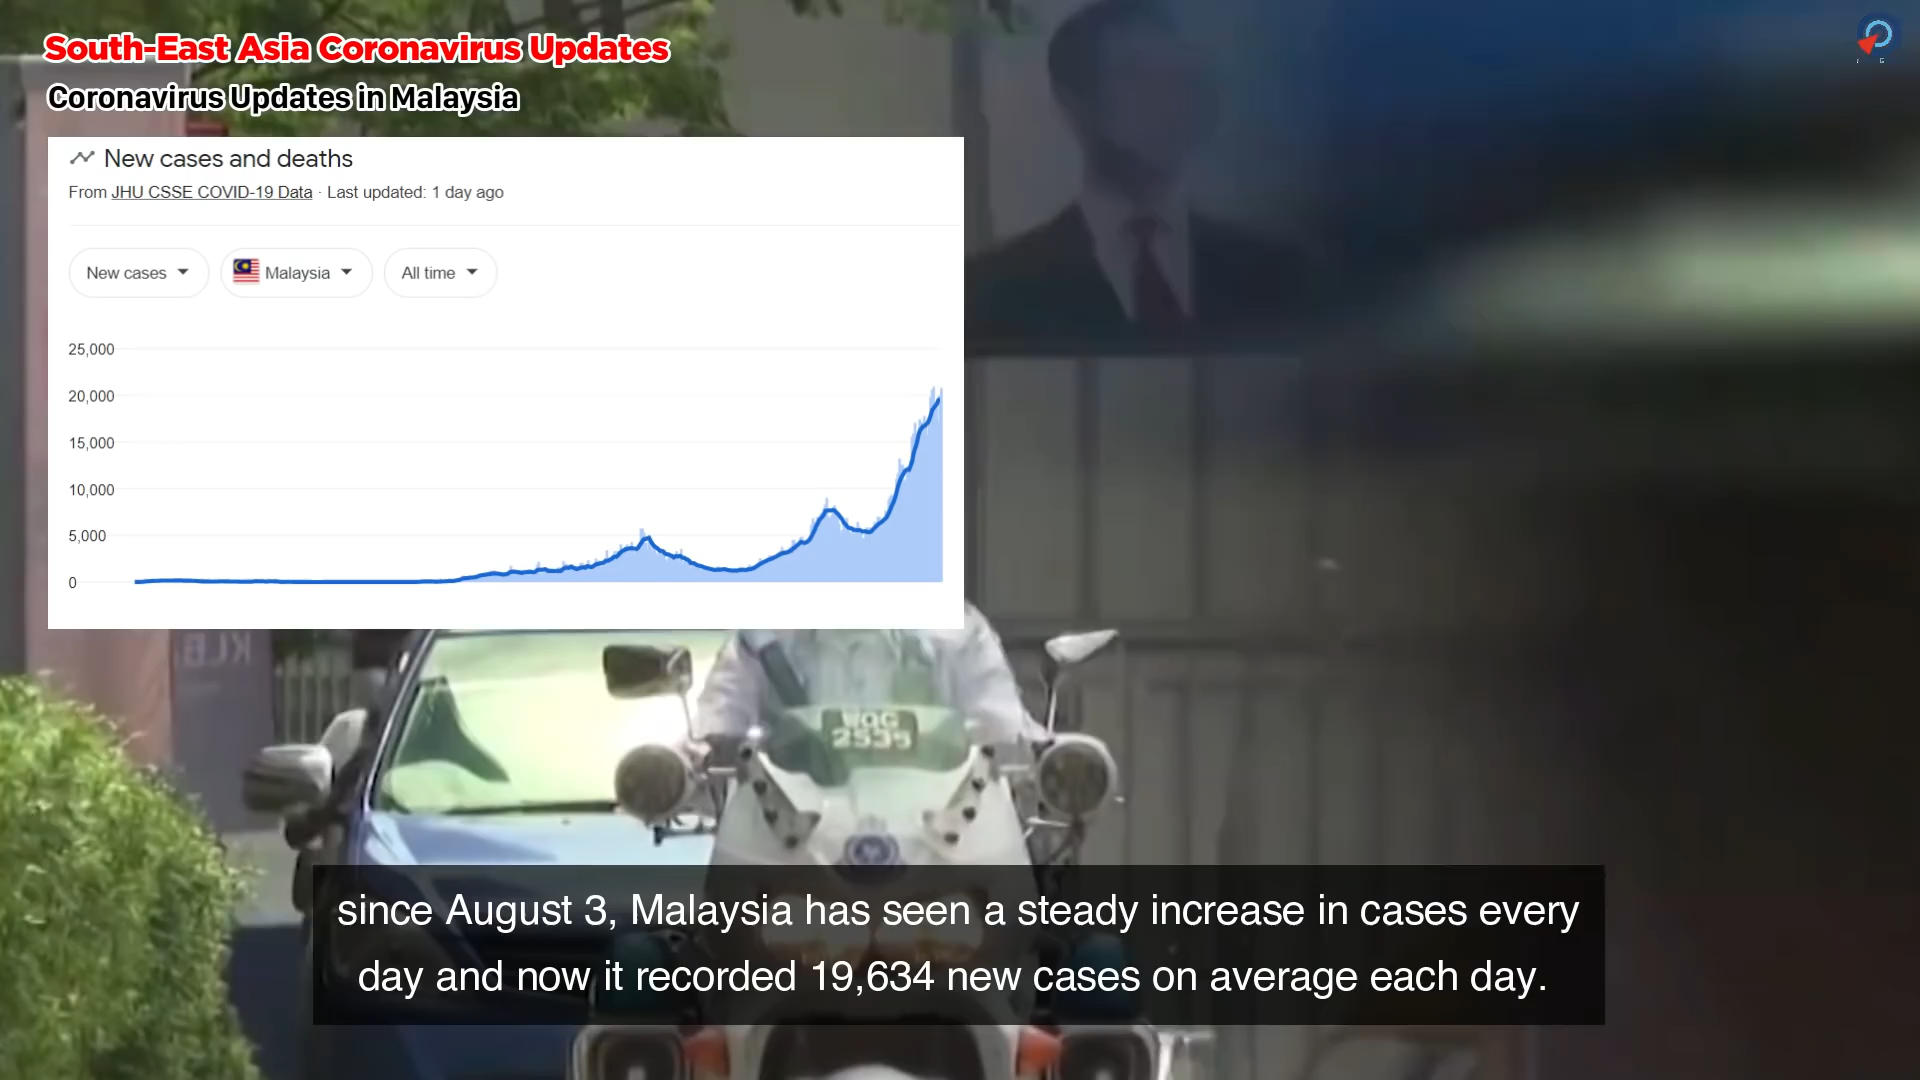 South-East Asia Coronavirus Updates
Coronavirus Updates in Malaysia
New cases and deaths
From JHU CSSE COVID-19 Data · Last updated: 1 day ago
New cases
Malaysia
All time
25,000
20,000
15,000
10,000
5,000
0
KLB
WQG
2535
since August 3, Malaysia has seen a steady increase in cases every
day and now it recorded 19,634 new cases on average each day.